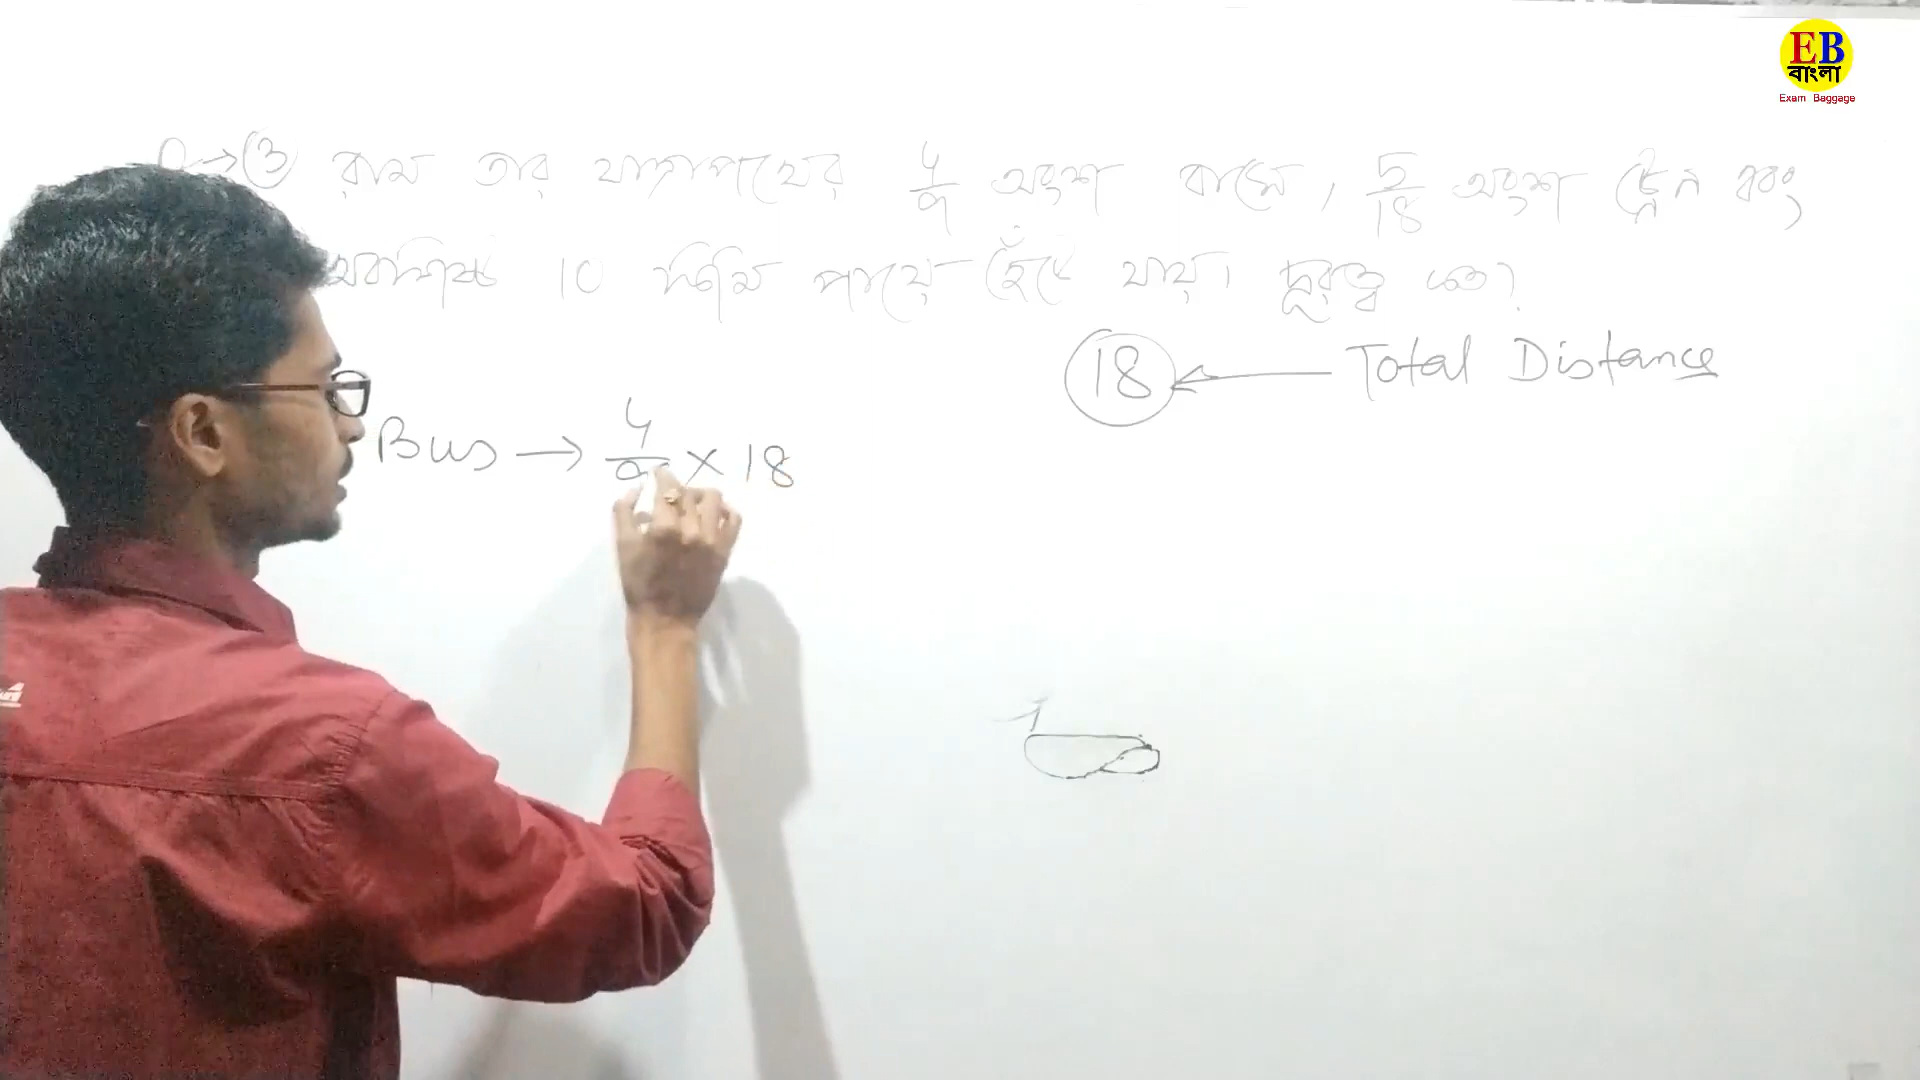 EB
বাংলা
Exam Baggage
→ ③ রাম তার যাত্রাপথের 4/9 অংশ বাসে, 5/18 অংশ ট্রেন এবং
অবশিষ্ট 10 কিমি পায়ে হেঁটে যায়। দূরত্ব কত?
18 ← Total Distance
Bus → 4/9 × 18